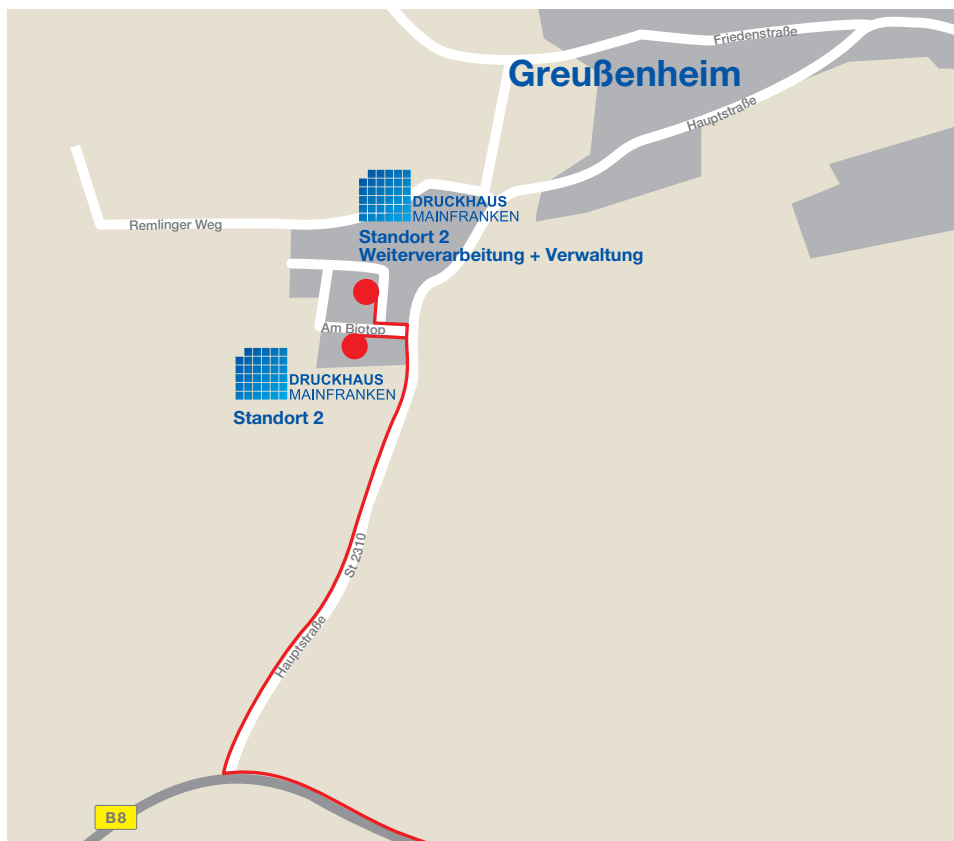 Friedenstraße
Greußenheim
Hauptstraße
DRUCKHAUS
MAINFRANKEN
Remlinger Weg
Standort 2
Weiterverarbeitung + Verwaltung
Am Biotop
DRUCKHAUS
MAINFRANKEN
Standort 2
St 2310
Hauptstraße
B8